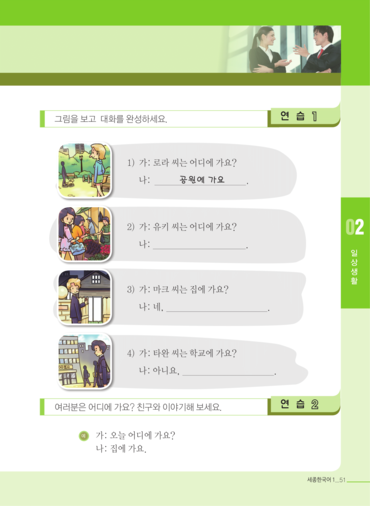 연 습 1
그림을 보고 대화를 완성하세요.
1) 가: 로라 씨는 어디에 가요?
나: 공원에 가요.
2) 가: 유키 씨는 어디에 가요?
나: .
3) 가: 마크 씨는 집에 가요?
나: 네, .
4) 가: 타완 씨는 학교에 가요?
나: 아니요, .
02
일상생활
연 습 2
여러분은 어디에 가요? 친구와 이야기해 보세요.
가: 오늘 어디에 가요?
나: 집에 가요.
세종한국어 1_51